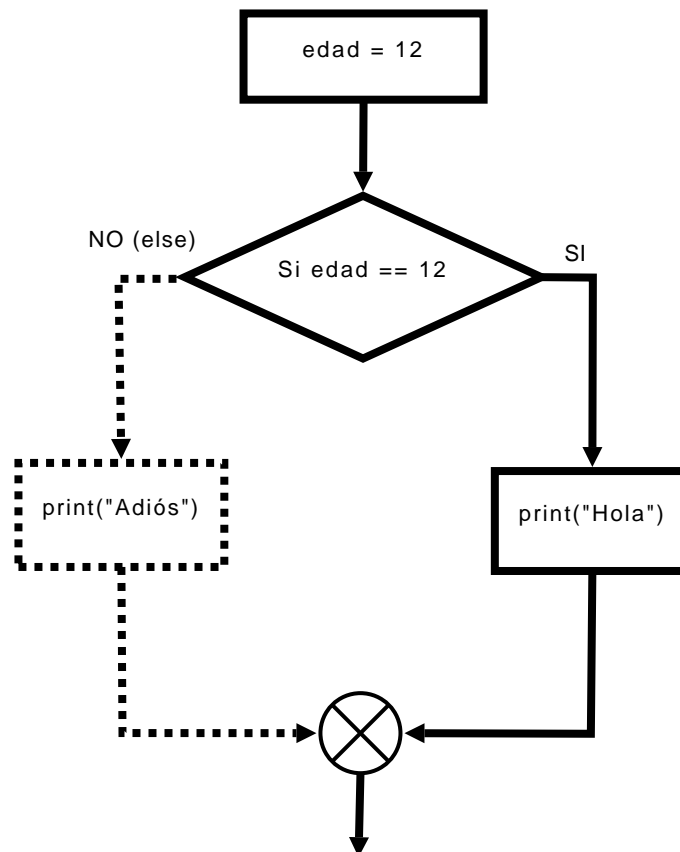 edad = 12
NO (else)
SI
Si edad == 12
print("Adiós")
print("Hola")